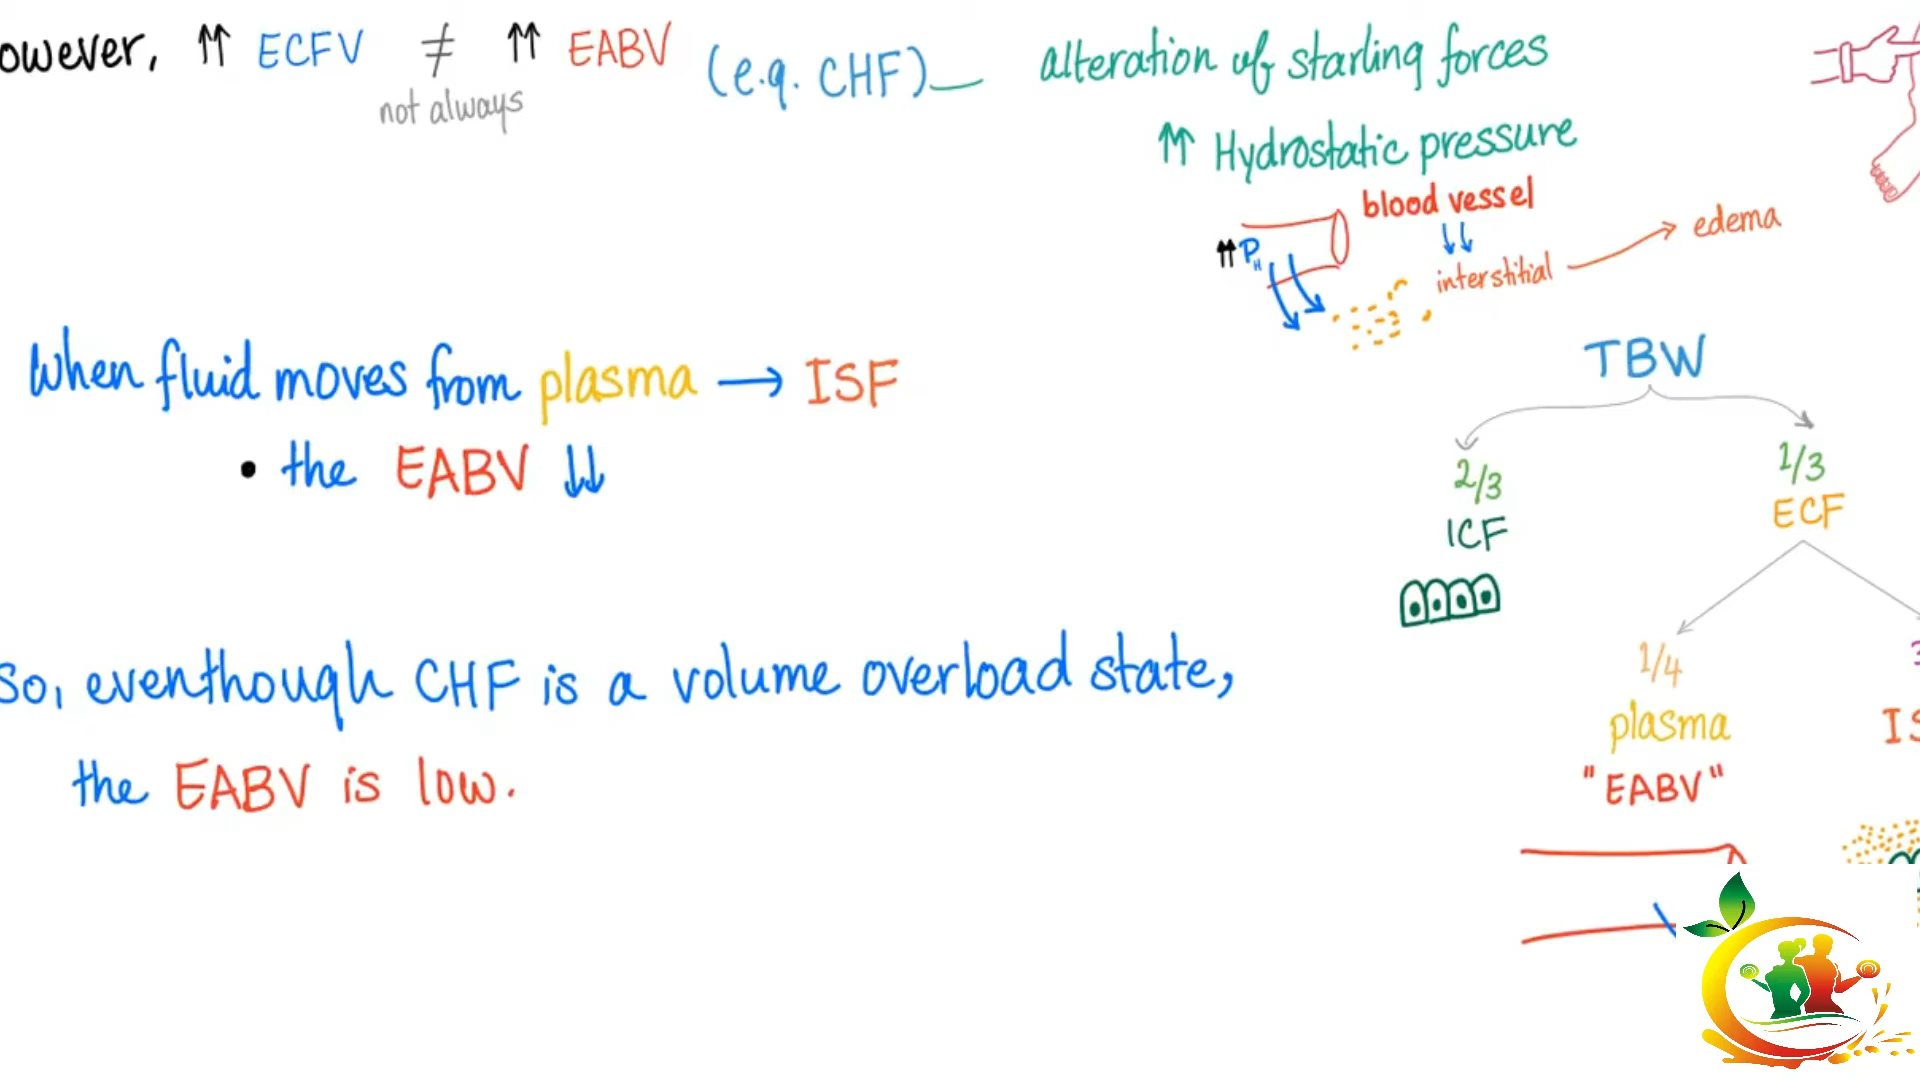 owever, ↑↑ ECFV ≠ ↑↑ EABV (e.g. CHF)
not always
alteration of starling forces
↑↑ Hydrostatic pressure
blood vessel
↑↑ PH
↓↓
interstitial → edema
When fluid moves from plasma → ISF
• the EABV ↓↓
TBW
2/3
ICF
1/3
ECF
So, eventhough CHF is a volume overload state,
the EABV is low.
1/4
plasma
"EABV"
3
IS